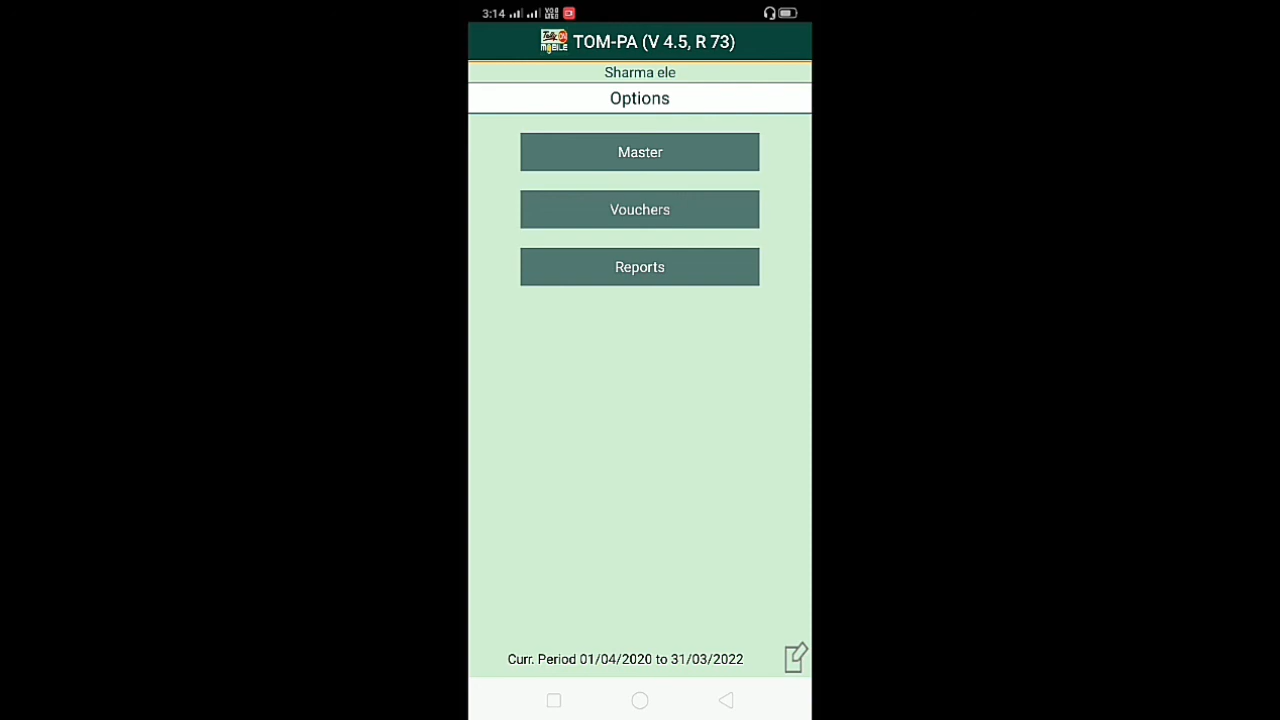 3:14
TOM-PA (V 4.5, R 73)
Sharma ele
Options
Master
Vouchers
Reports
Curr. Period 01/04/2020 to 31/03/2022